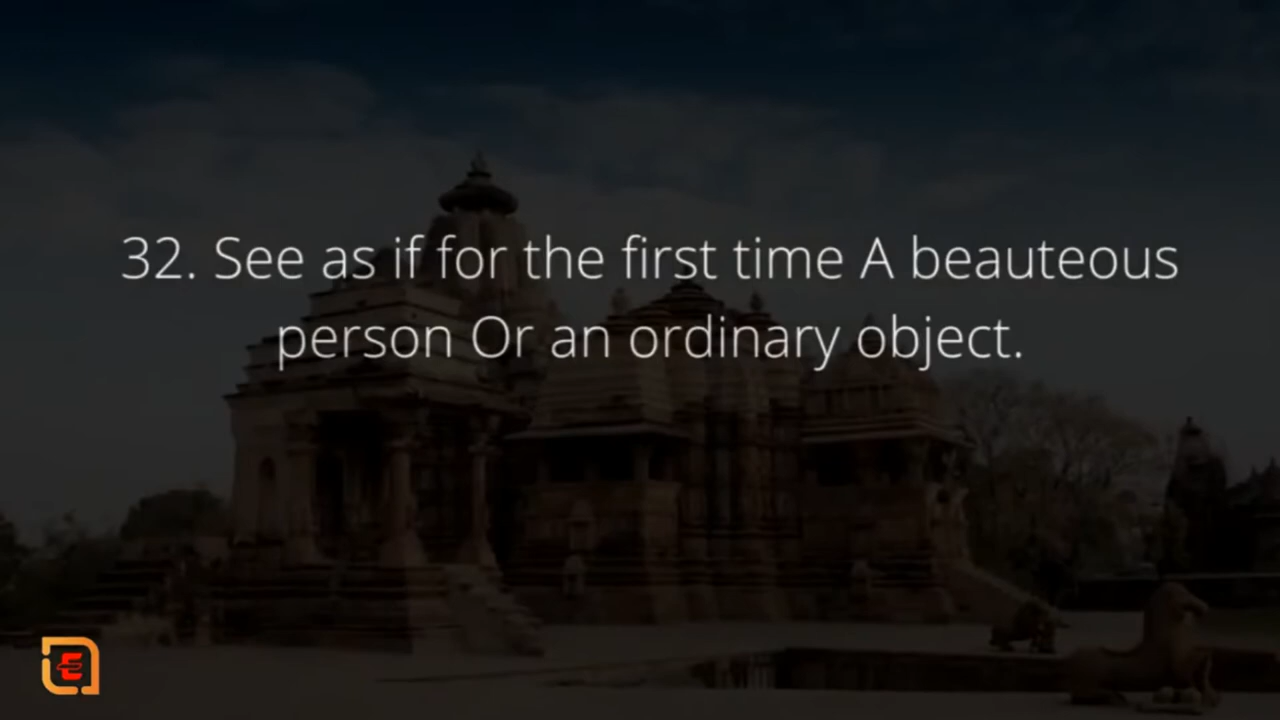 32. See as if for the first time A beauteous
person Or an ordinary object.